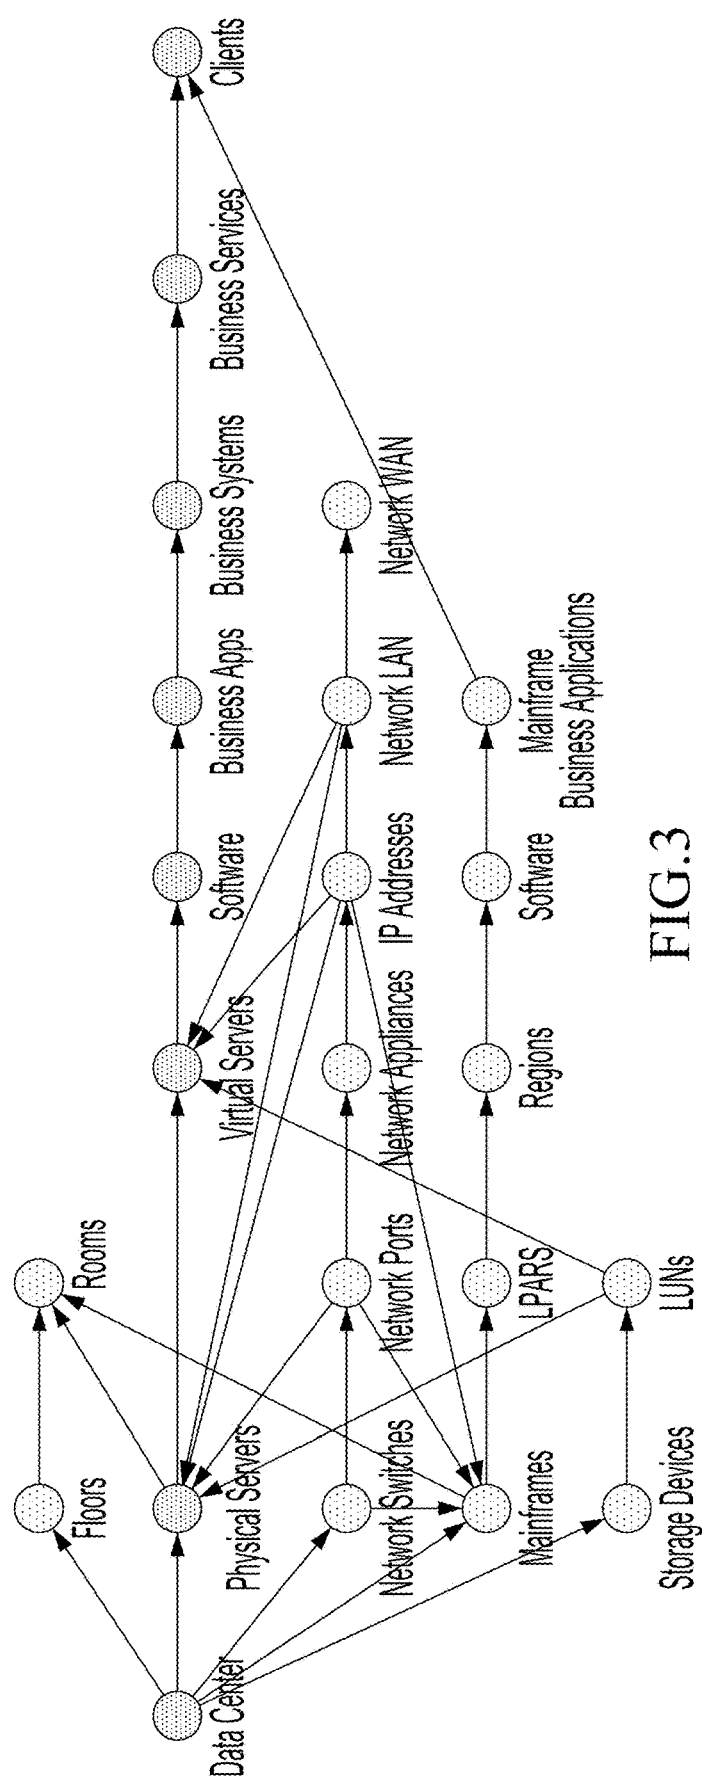 Floors
Rooms
Data Center
Physical Servers
Virtual Servers
Software
Business Apps
Business Systems
Business Services
Clients
Network Switches
Network Ports
Network Appliances
IP Addresses
Network LAN
Network WAN
Mainframes
LPARS
Regions
Software
Mainframe
Business Applications
Storage Devices
LUNs
FIG.3